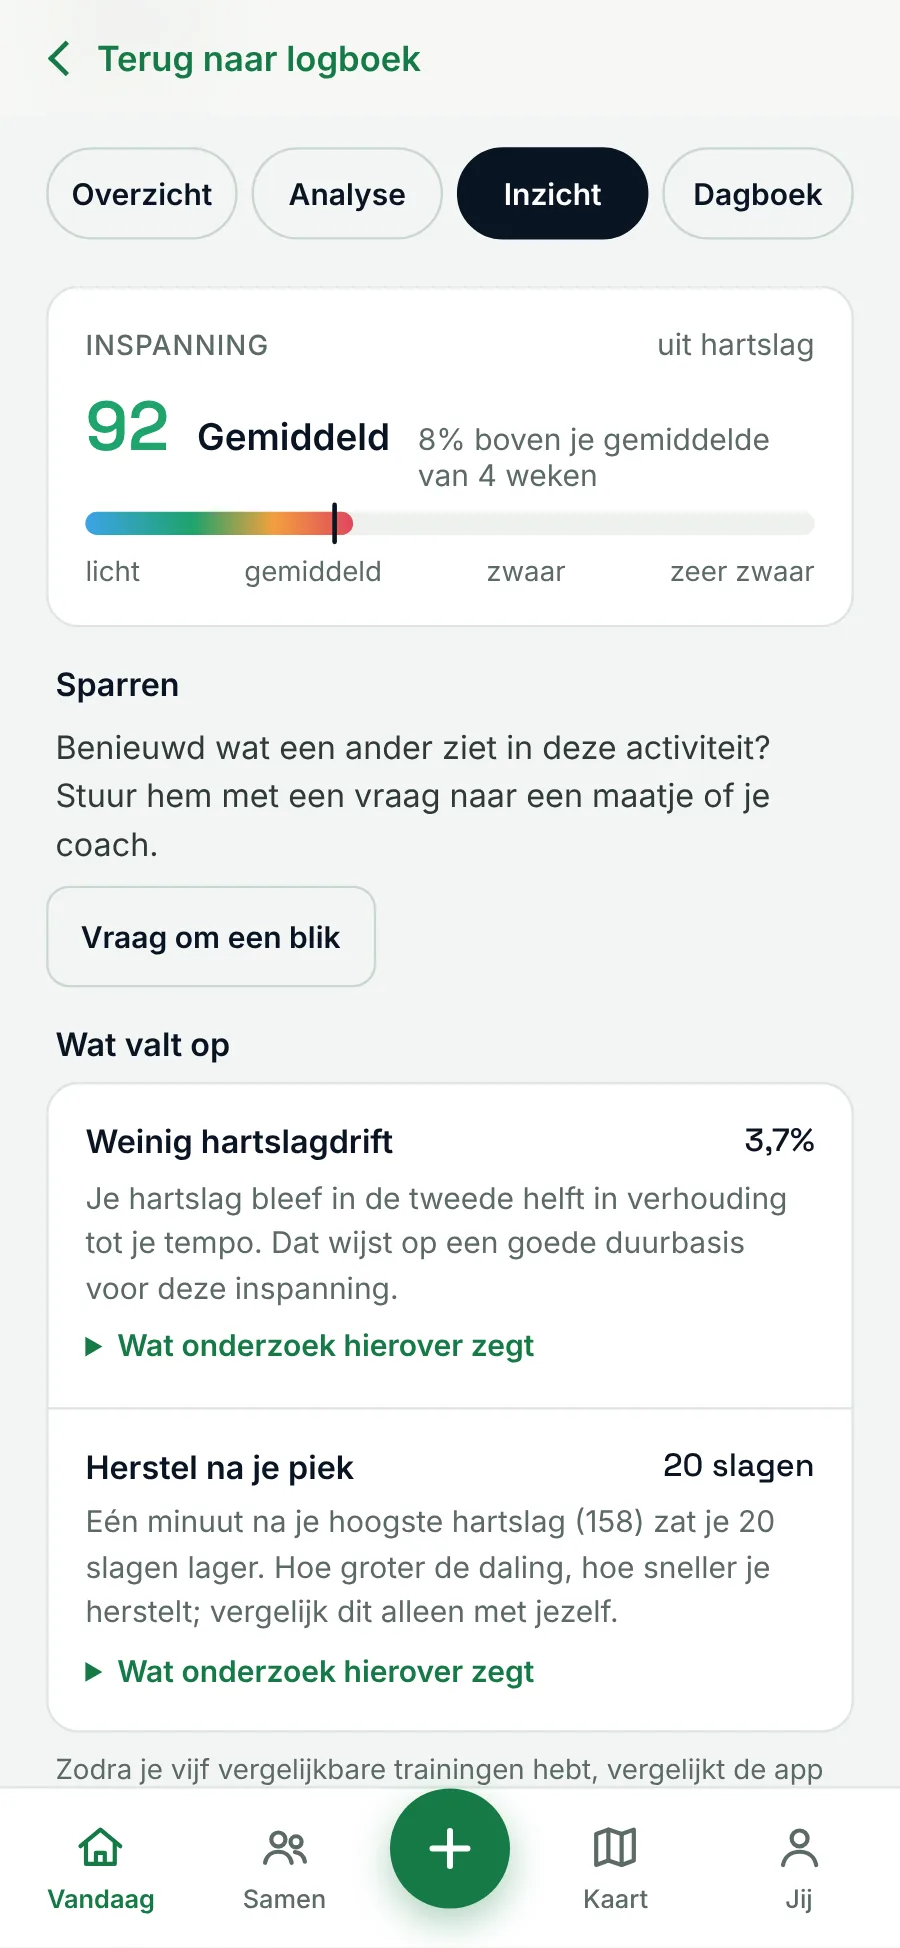 Terug naar logboek
Overzicht Analyse Inzicht Dagboek
INSPANNING uit hartslag
92 Gemiddeld 8% boven je gemiddelde
van 4 weken
licht gemiddeld zwaar zeer zwaar
Sparren
Benieuwd wat een ander ziet in deze activiteit?
Stuur hem met een vraag naar een maatje of je
coach.
Vraag om een blik
Wat valt op
Weinig hartslagdrift 3,7%
Je hartslag bleef in de tweede helft in verhouding
tot je tempo. Dat wijst op een goede duurbasis
voor deze inspanning.
Wat onderzoek hierover zegt
Herstel na je piek 20 slagen
Eén minuut na je hoogste hartslag (158) zat je 20
slagen lager. Hoe groter de daling, hoe sneller je
herstelt; vergelijk dit alleen met jezelf.
Wat onderzoek hierover zegt
Zodra je vijf vergelijkbare trainingen hebt, vergelijkt de app
Vandaag Samen Kaart Jij